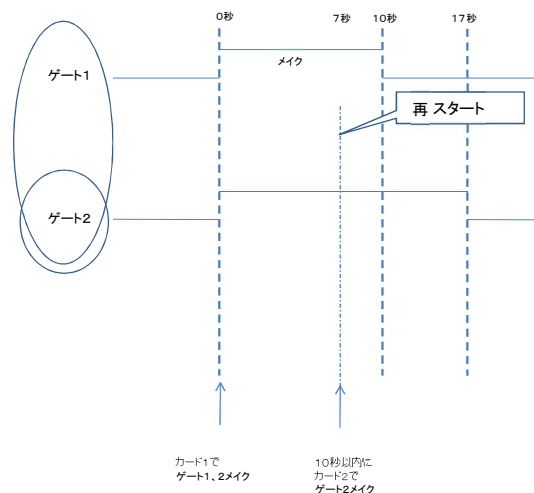 0秒
7秒
10秒
17秒
ゲート1
メイク
再 スタート
ゲート2
カード1で
ゲート1、2メイク
10秒以内に
カード2で
ゲート2メイク